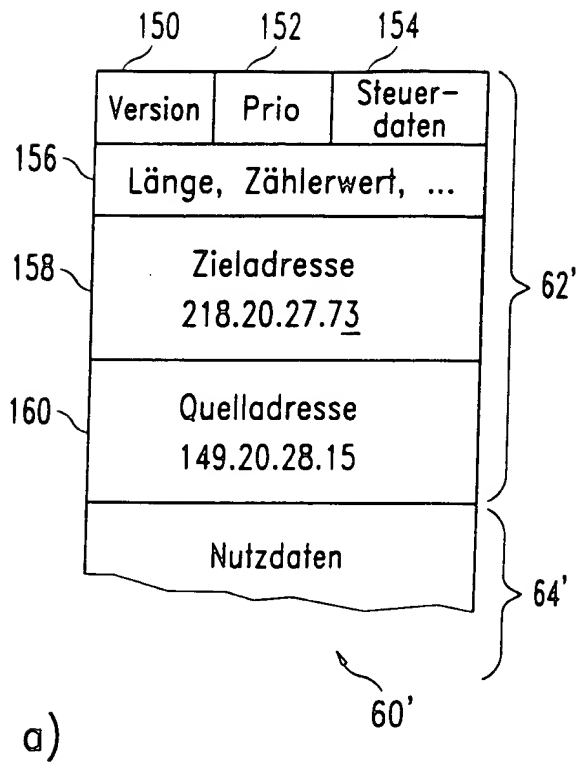 150 152 154
Version Prio Steuer-
daten
156
Länge, Zählerwert, ...
158
Zieladresse
218.20.27.73
62'
160
Quelladresse
149.20.28.15
Nutzdaten
64'
60'
a)